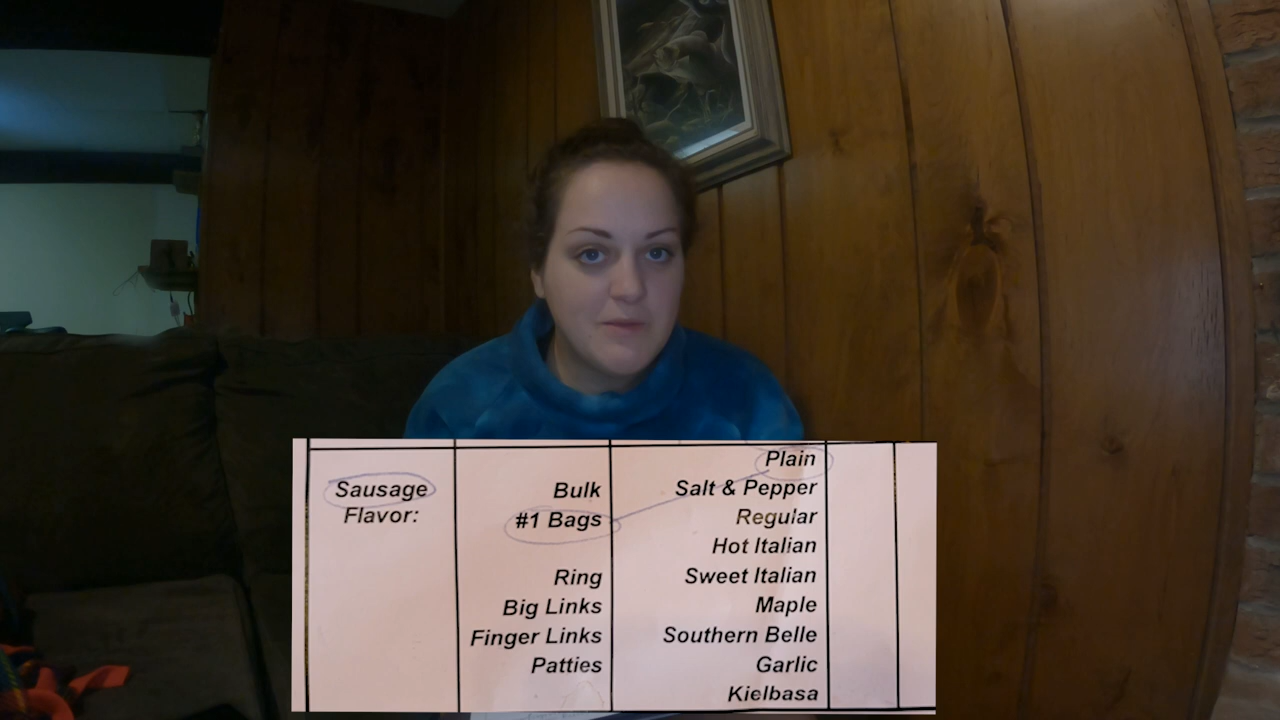 Plain
Sausage Bulk Salt & Pepper
Flavor: #1 Bags Regular
Hot Italian
Ring Sweet Italian
Big Links Maple
Finger Links Southern Belle
Patties Garlic
Kielbasa